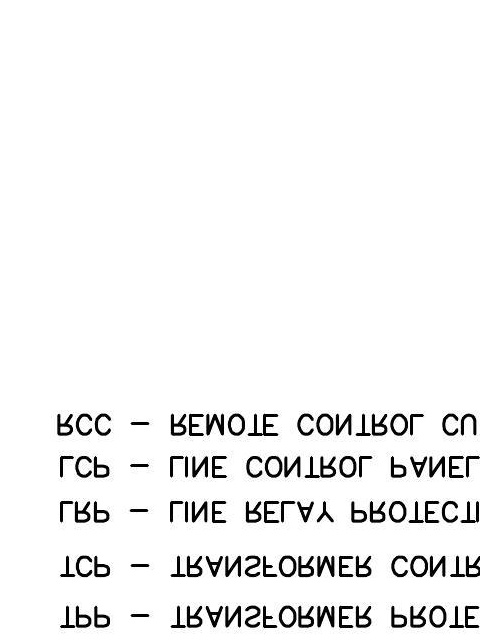 RCC – REMOTE CONTROL CU
LCP – LINE CONTROL PANEL
LRP – LINE RELAY PROTECTI
TCP – TRANSFORMER CONTR
TPP – TRANSFORMER PROTE